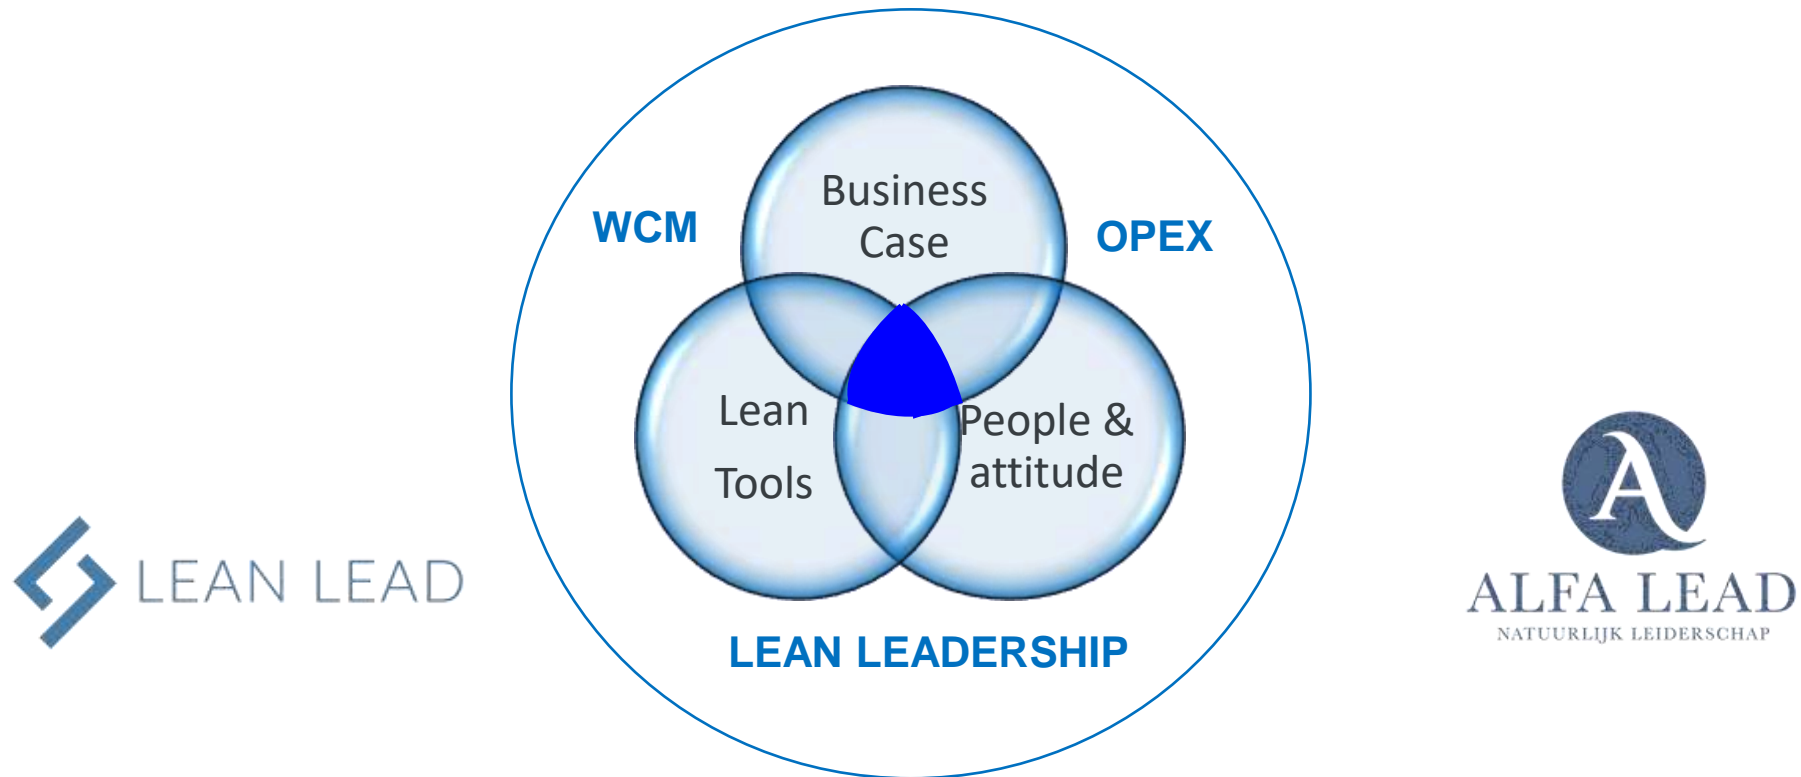 Business
Case
WCM
OPEX
Lean
Tools
People &
attitude
LEAN LEADERSHIP
LEAN LEAD
A
ALFA LEAD
NATUURLIJK LEIDERSCHAP